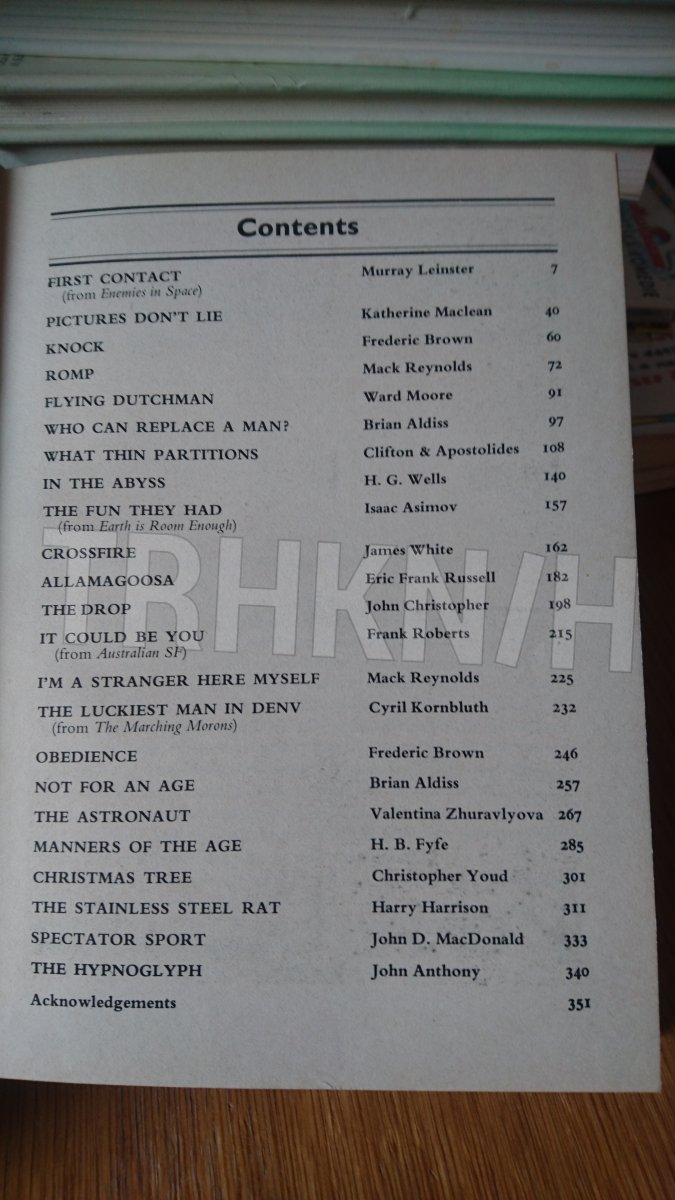 Contents
FIRST CONTACT Murray Leinster 7
(from Enemies in Space)
PICTURES DON'T LIE Katherine Maclean 40
KNOCK Frederic Brown 60
ROMP Mack Reynolds 72
FLYING DUTCHMAN Ward Moore 91
WHO CAN REPLACE A MAN? Brian Aldiss 97
WHAT THIN PARTITIONS Clifton & Apostolides 108
IN THE ABYSS H. G. Wells 140
THE FUN THEY HAD Isaac Asimov 157
(from Earth is Room Enough)
CROSSFIRE James White 162
ALLAMAGOOSA Eric Frank Russell 182
THE DROP John Christopher 198
IT COULD BE YOU Frank Roberts 215
(from Australian SF)
I'M A STRANGER HERE MYSELF Mack Reynolds 225
THE LUCKIEST MAN IN DENV Cyril Kornbluth 232
(from The Marching Morons)
OBEDIENCE Frederic Brown 246
NOT FOR AN AGE Brian Aldiss 257
THE ASTRONAUT Valentina Zhuravlyova 267
MANNERS OF THE AGE H. B. Fyfe 285
CHRISTMAS TREE Christopher Youd 301
THE STAINLESS STEEL RAT Harry Harrison 311
SPECTATOR SPORT John D. MacDonald 333
THE HYPNOGLYPH John Anthony 340
Acknowledgements 351
TRHKN/H